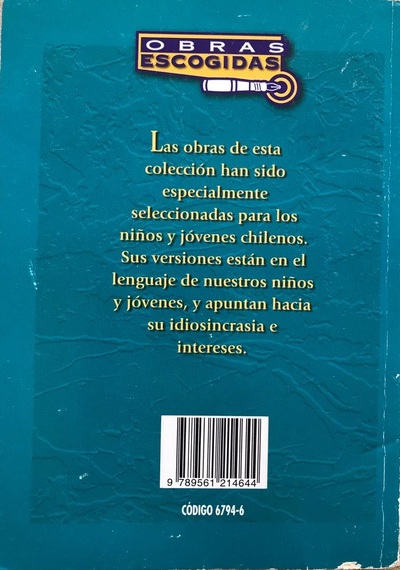 OBRAS
ESCOGIDAS
Las obras de esta
colección han sido
especialmente
seleccionadas para los
niños y jóvenes chilenos.
Sus versiones están en el
lenguaje de nuestros niños
y jóvenes, y apuntan hacia
su idiosincrasia e
intereses.
9 789561 214644
CÓDIGO 6794-6